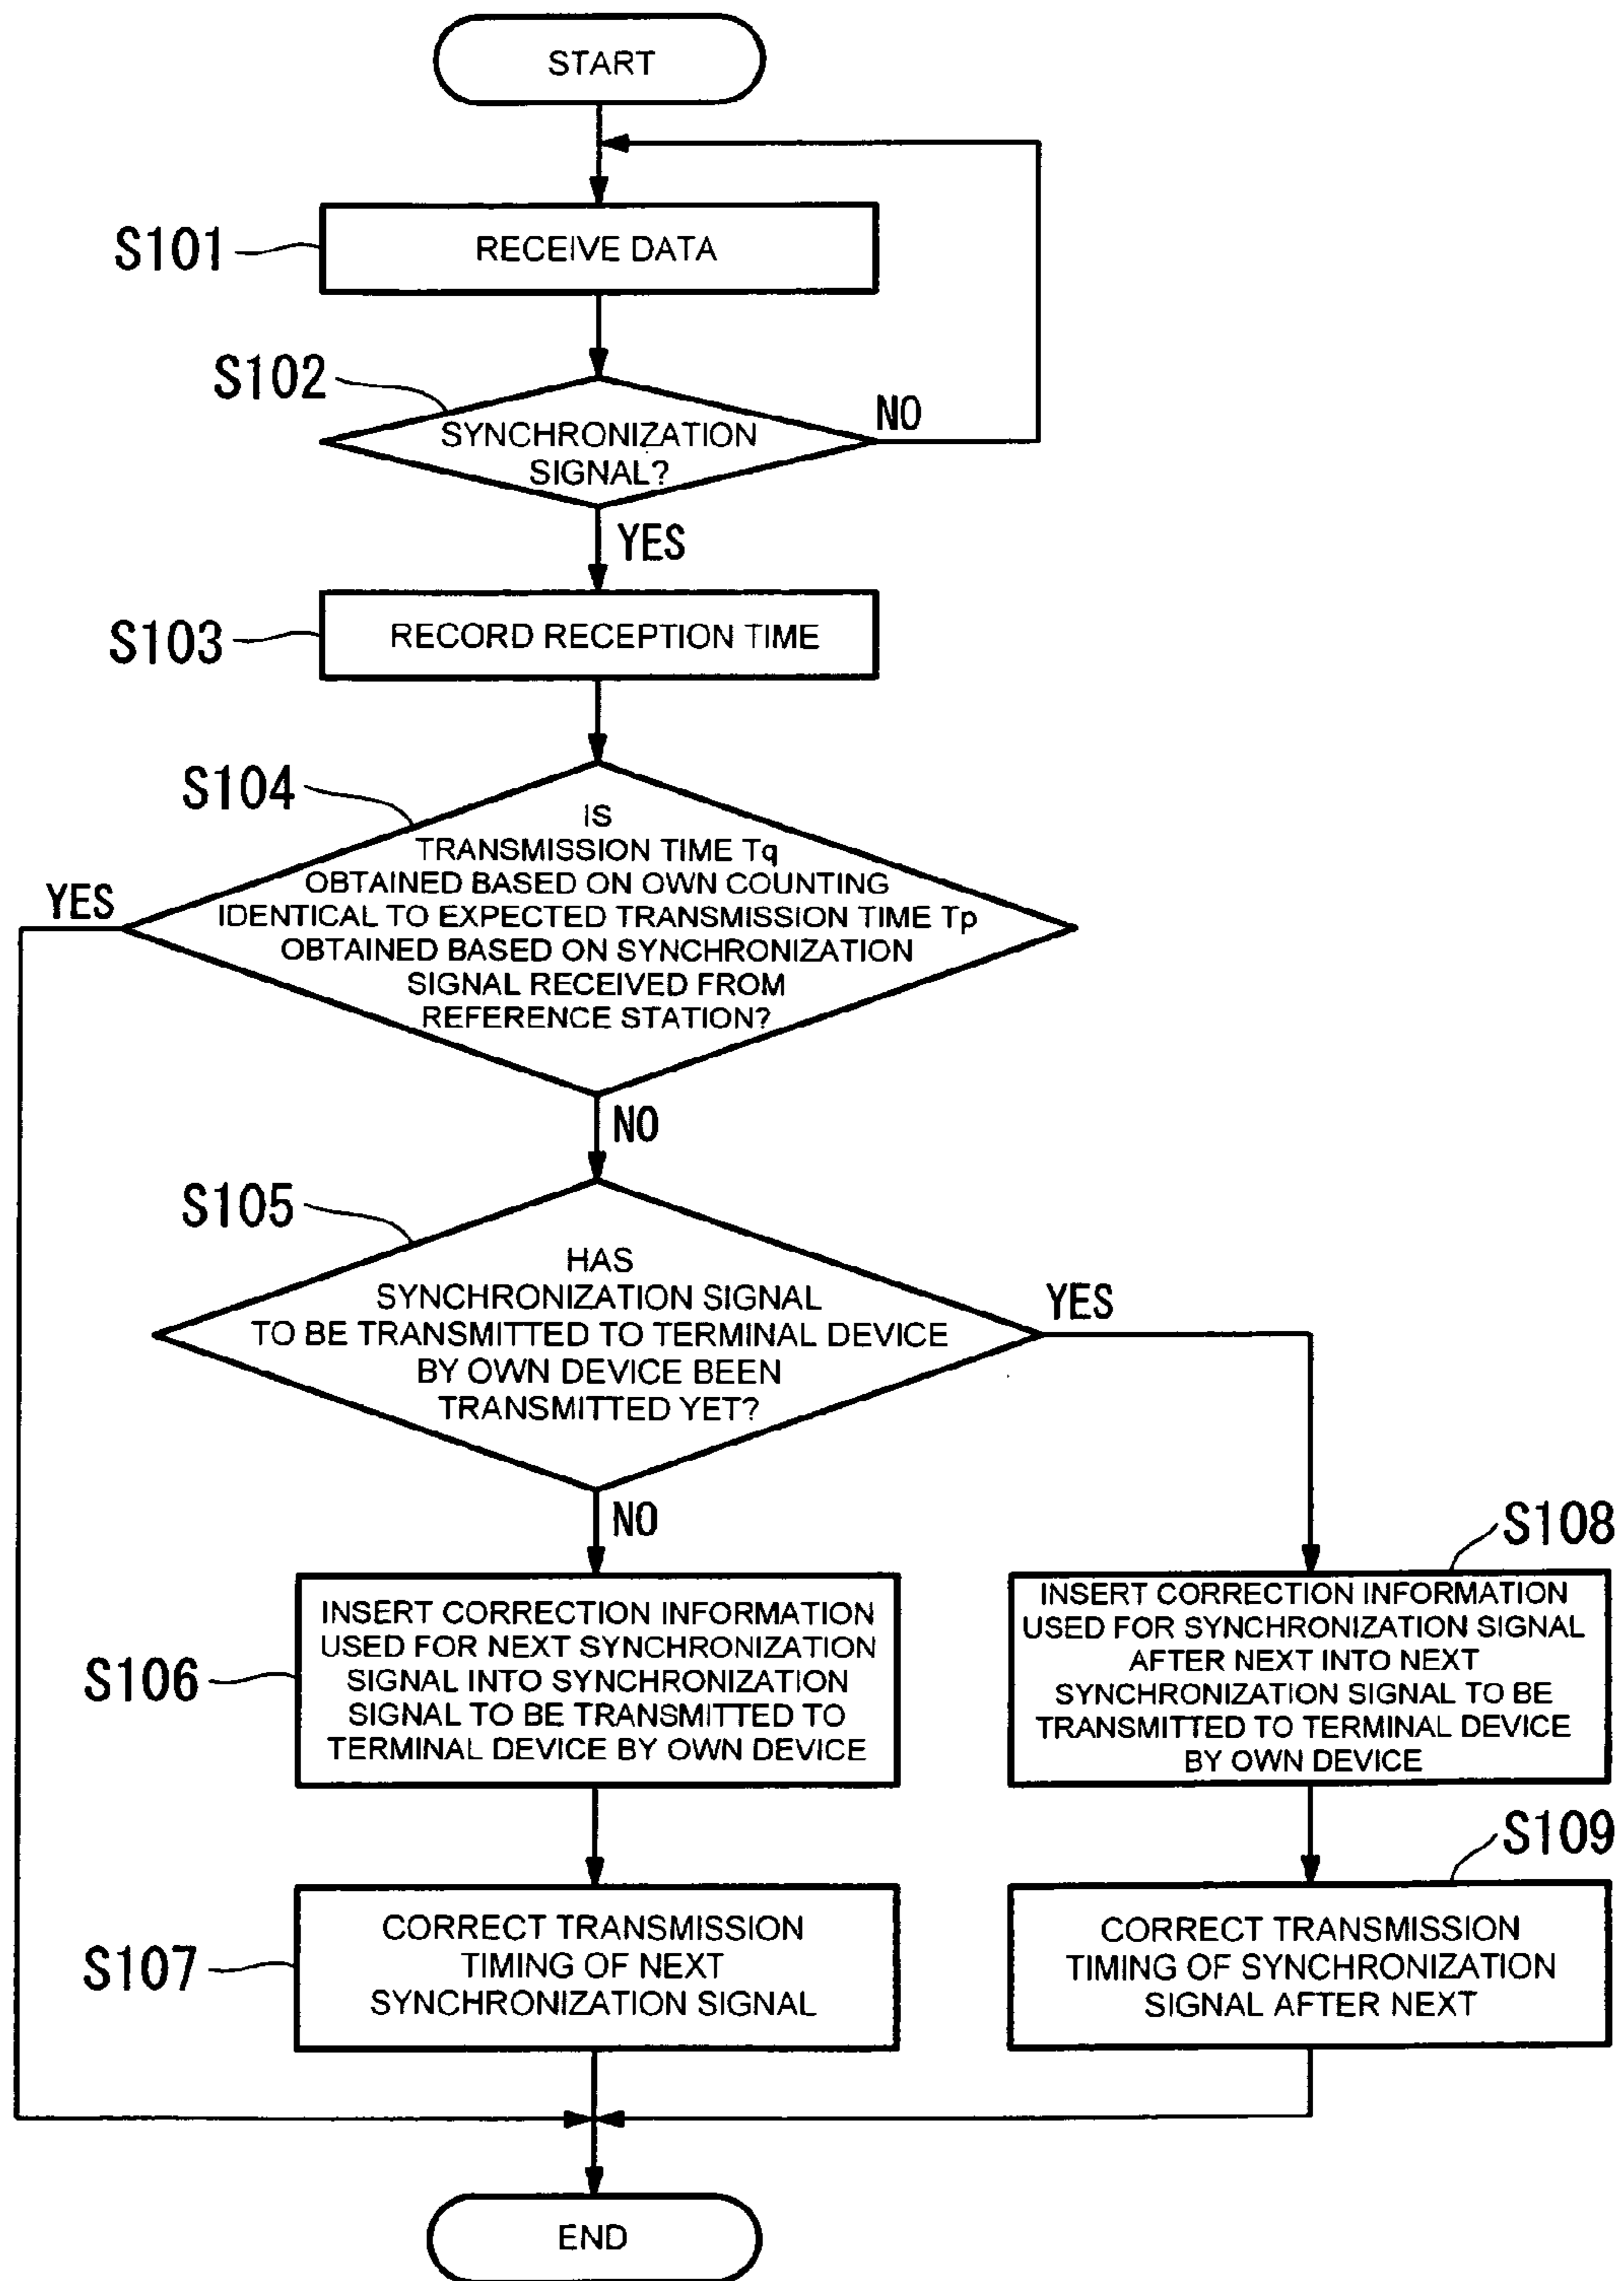 START
S101
RECEIVE DATA
S102
SYNCHRONIZATION
SIGNAL?
NO
YES
S103
RECORD RECEPTION TIME
S104
IS
TRANSMISSION TIME Tq
OBTAINED BASED ON OWN COUNTING
IDENTICAL TO EXPECTED TRANSMISSION TIME Tp
OBTAINED BASED ON SYNCHRONIZATION
SIGNAL RECEIVED FROM
REFERENCE STATION?
YES
NO
S105
HAS
SYNCHRONIZATION SIGNAL
TO BE TRANSMITTED TO TERMINAL DEVICE
BY OWN DEVICE BEEN
TRANSMITTED YET?
YES
NO
S106
INSERT CORRECTION INFORMATION
USED FOR NEXT SYNCHRONIZATION
SIGNAL INTO SYNCHRONIZATION
SIGNAL TO BE TRANSMITTED TO
TERMINAL DEVICE BY OWN DEVICE
S108
INSERT CORRECTION INFORMATION
USED FOR SYNCHRONIZATION SIGNAL
AFTER NEXT INTO NEXT
SYNCHRONIZATION SIGNAL TO BE
TRANSMITTED TO TERMINAL DEVICE
BY OWN DEVICE
S107
CORRECT TRANSMISSION
TIMING OF NEXT
SYNCHRONIZATION SIGNAL
S109
CORRECT TRANSMISSION
TIMING OF SYNCHRONIZATION
SIGNAL AFTER NEXT
END